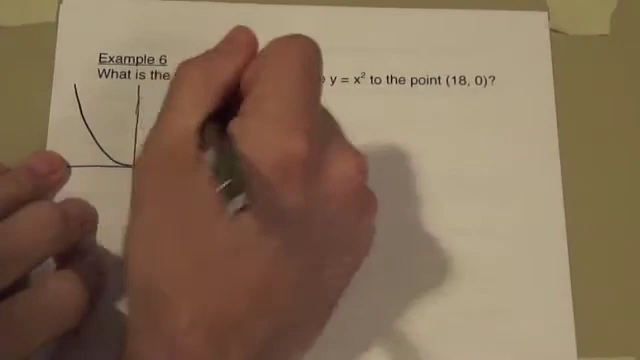 Example 6
What is the y = x² to the point (18, 0)?